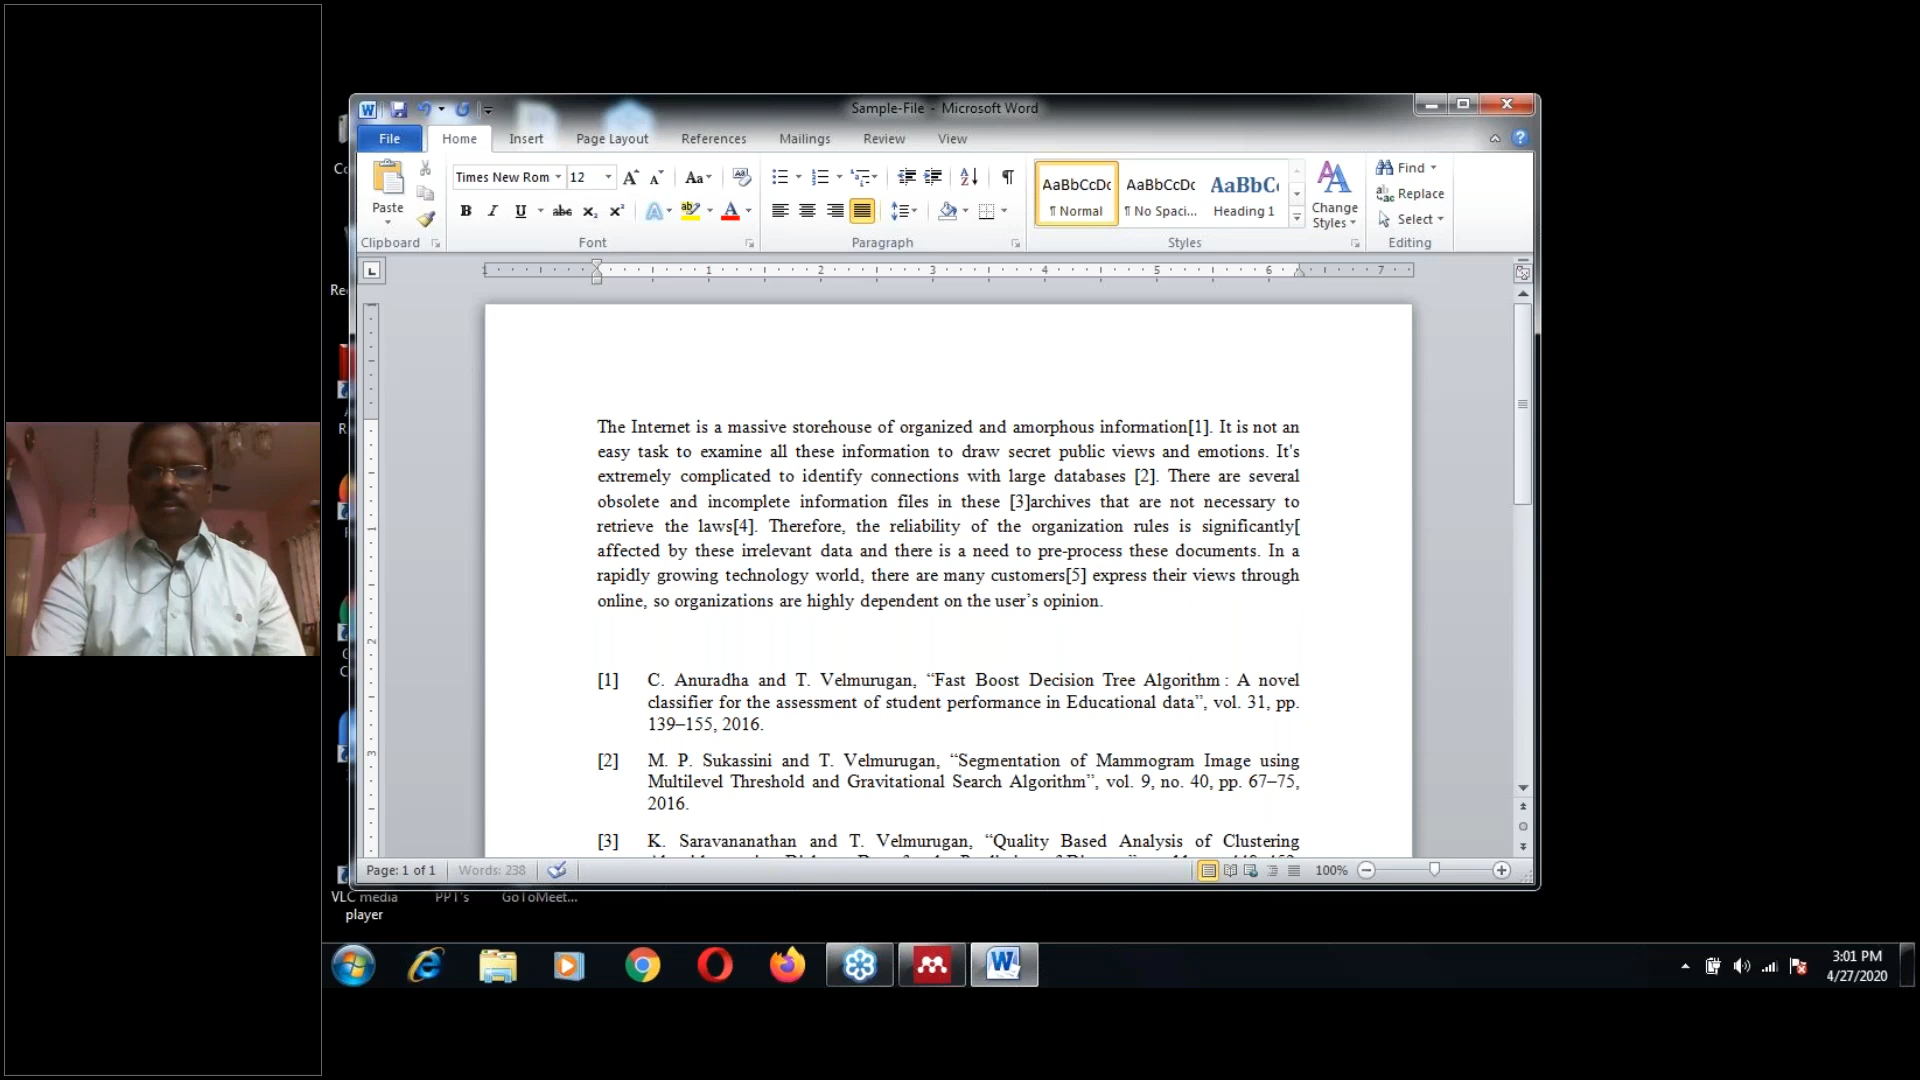 Sample-File - Microsoft Word
File Home Insert Page Layout References Mailings Review View
Times New Rom 12
Paste
AaBbCcDc AaBbCcDc AaBbC
¶ Normal ¶ No Spaci... Heading 1
Change Styles
Find
Replace
Select
Clipboard Font Paragraph Styles Editing
1 1 2 3 4 5 6 7
The Internet is a massive storehouse of organized and amorphous information[1]. It is not an
easy task to examine all these information to draw secret public views and emotions. It's
extremely complicated to identify connections with large databases [2]. There are several
obsolete and incomplete information files in these [3]archives that are not necessary to
retrieve the laws[4]. Therefore, the reliability of the organization rules is significantly[
affected by these irrelevant data and there is a need to pre-process these documents. In a
rapidly growing technology world, there are many customers[5] express their views through
online, so organizations are highly dependent on the user’s opinion.
[1] C. Anuradha and T. Velmurugan, “Fast Boost Decision Tree Algorithm : A novel
classifier for the assessment of student performance in Educational data”, vol. 31, pp.
139–155, 2016.
[2] M. P. Sukassini and T. Velmurugan, “Segmentation of Mammogram Image using
Multilevel Threshold and Gravitational Search Algorithm”, vol. 9, no. 40, pp. 67–75,
2016.
[3] K. Saravananathan and T. Velmurugan, “Quality Based Analysis of Clustering
Page: 1 of 1 Words: 238 100%
VLC media player
PPT's
GoToMeet...
3:01 PM
4/27/2020